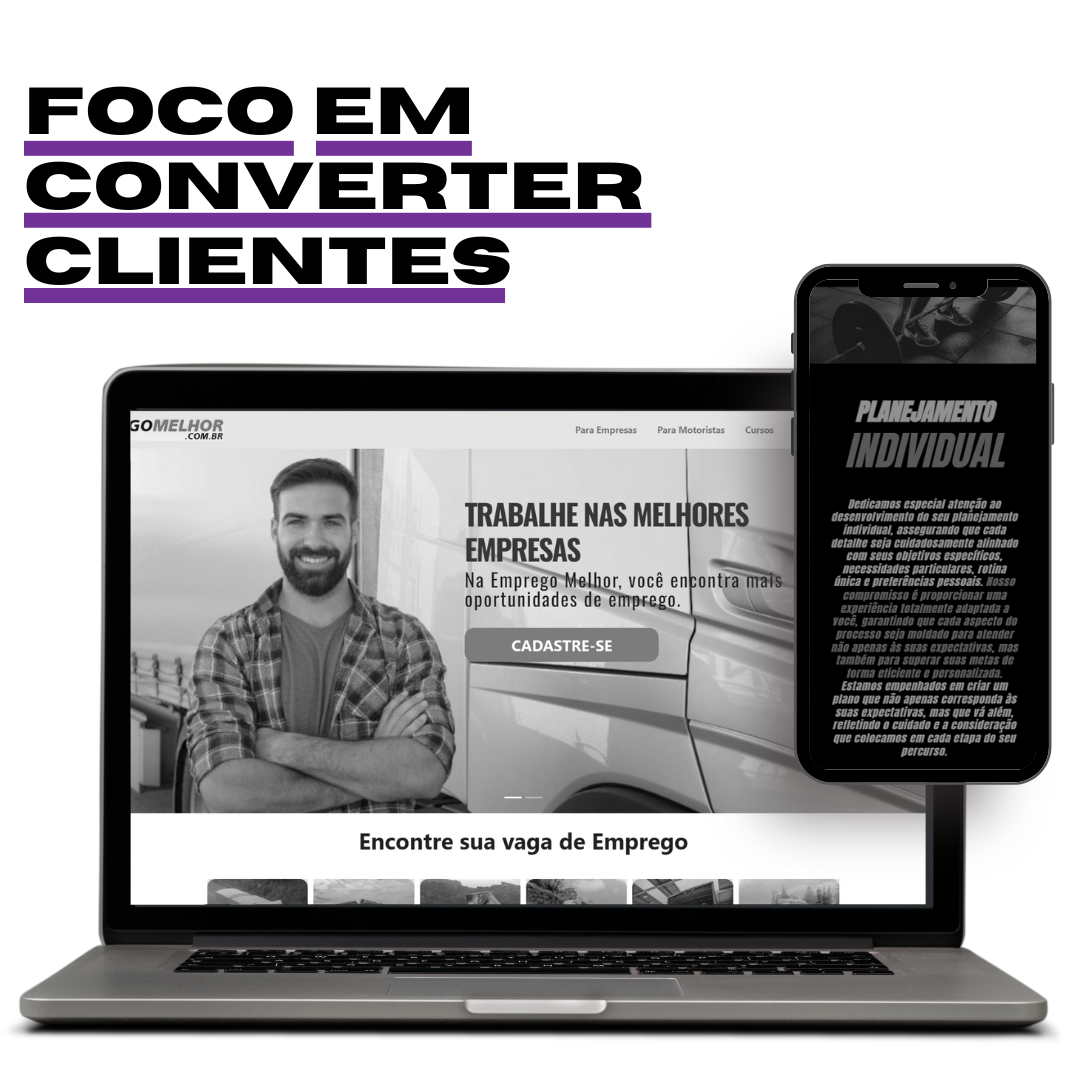 FOCO EM
CONVERTER
CLIENTES
GOMELHOR
.COM.BR
Para Empresas Para Motoristas Cursos
TRABALHE NAS MELHORES
EMPRESAS
Na Emprego Melhor, você encontra mais
oportunidades de emprego.
CADASTRE-SE
Encontre sua vaga de Emprego
PLANEJAMENTO
INDIVIDUAL
Dedicamos especial atenção ao
desenvolvimento do seu planejamento
individual, assegurando que cada
detalhe seja cuidadosamente alinhado
com seus objetivos específicos,
necessidades particulares, rotina
única e preferências pessoais. Nosso
compromisso é proporcionar uma
experiência totalmente adaptada a
você, garantindo que cada aspecto do
processo seja moldado para atender
não apenas às suas expectativas, mas
também para superar suas metas de
forma eficiente e personalizada.
Estamos empenhados em criar um
plano que não apenas corresponda às
suas expectativas, mas que vá além,
refletindo o cuidado e a consideração
que colocamos em cada etapa do seu
percurso.